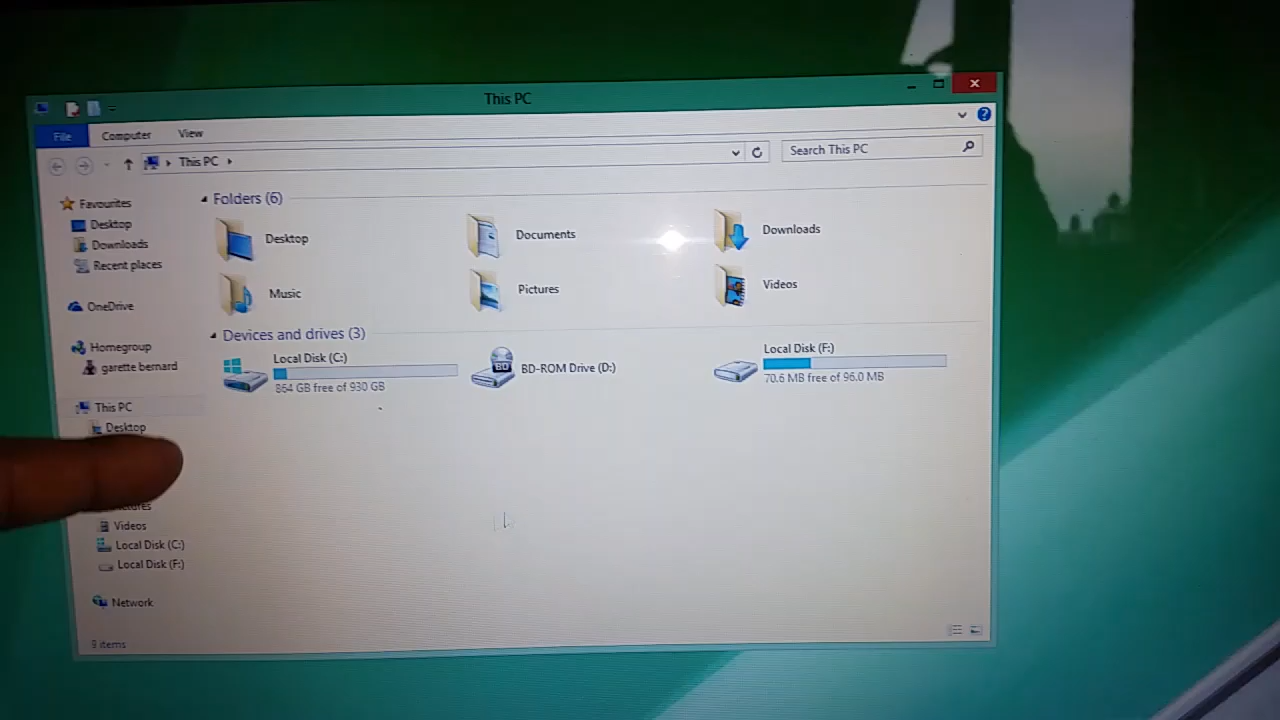 This PC
File Computer View
This PC
Search This PC
Favourites
Desktop
Downloads
Recent places
OneDrive
Homegroup
garette bernard
This PC
Desktop
Videos
Local Disk (C:)
Local Disk (F:)
Network
Folders (6)
Desktop
Documents
Downloads
Music
Pictures
Videos
Devices and drives (3)
Local Disk (C:)
864 GB free of 930 GB
BD
BD-ROM Drive (D:)
Local Disk (F:)
70.6 MB free of 96.0 MB
9 items